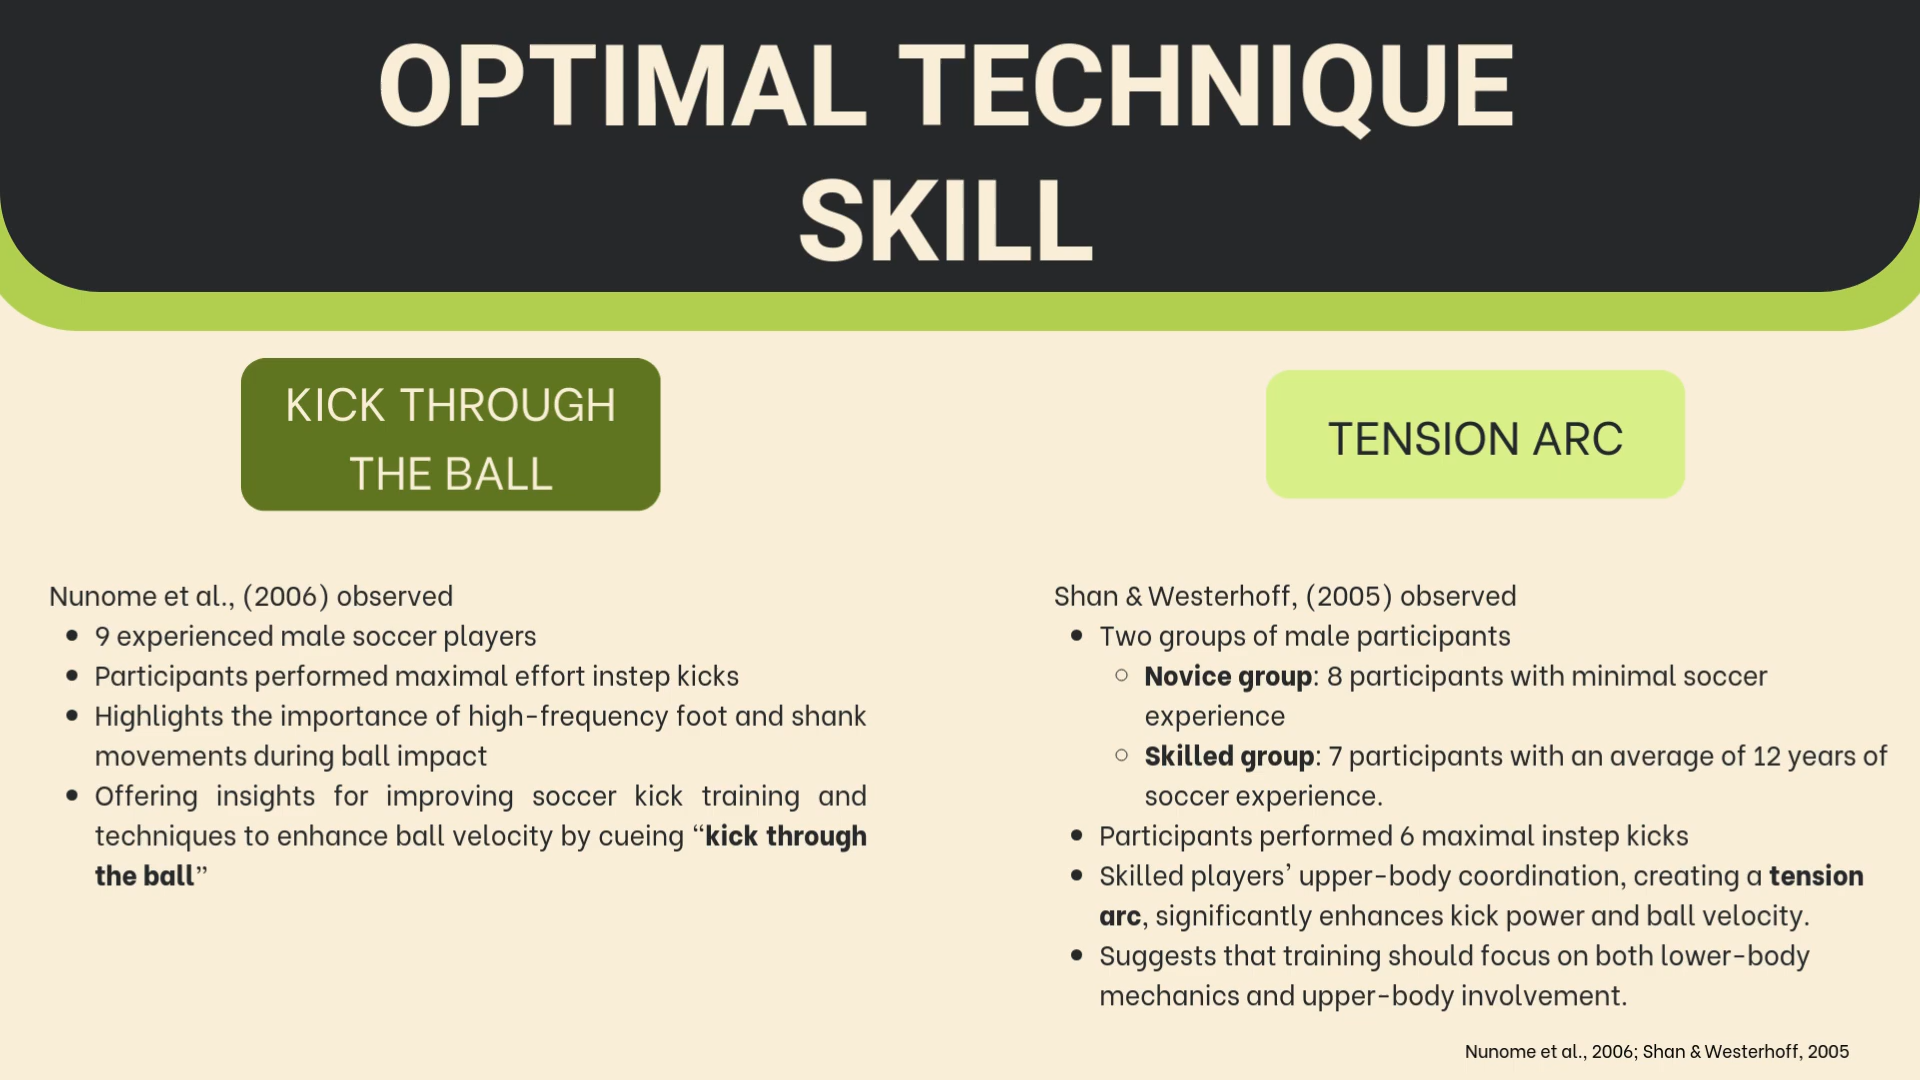 OPTIMAL TECHNIQUE
SKILL
KICK THROUGH
THE BALL
Nunome et al., (2006) observed
• 9 experienced male soccer players
• Participants performed maximal effort instep kicks
• Highlights the importance of high-frequency foot and shank
movements during ball impact
• Offering insights for improving soccer kick training and
techniques to enhance ball velocity by cueing “kick through
the ball”
TENSION ARC
Shan & Westerhoff, (2005) observed
• Two groups of male participants
○ Novice group: 8 participants with minimal soccer
experience
○ Skilled group: 7 participants with an average of 12 years of
soccer experience.
• Participants performed 6 maximal instep kicks
• Skilled players’ upper-body coordination, creating a tension
arc, significantly enhances kick power and ball velocity.
• Suggests that training should focus on both lower-body
mechanics and upper-body involvement.
Nunome et al., 2006; Shan & Westerhoff, 2005